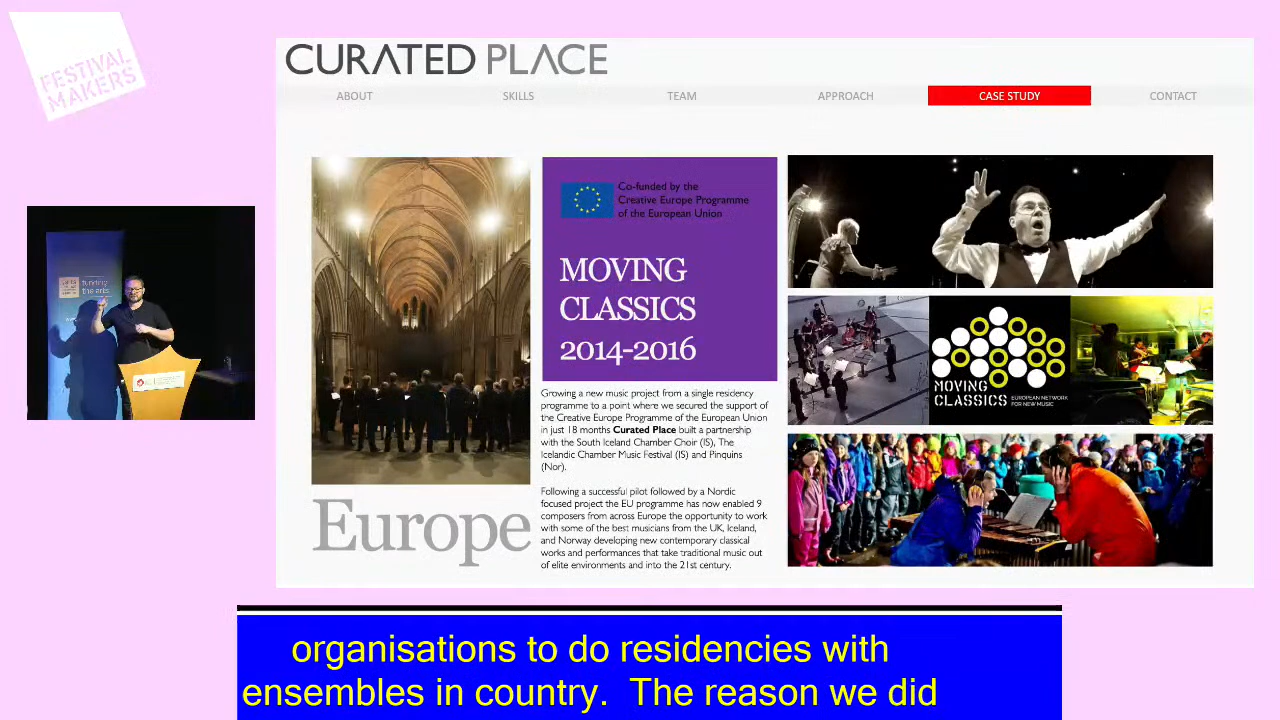 FESTIVAL
MAKERS
CURATED PLACE
ABOUT
SKILLS
TEAM
APPROACH
CASE STUDY
CONTACT
Co-funded by the
Creative Europe Programme
of the European Union
MOVING
CLASSICS
2014-2016
Growing a new music project from a single residency
programme to a point where we secured the support of
the Creative Europe Programme of the European Union
in just 18 months Curated Place built a partnership
with the South Iceland Chamber Choir (IS), The
Icelandic Chamber Music Festival (IS) and Pinquins
(Nor).
Following a successful pilot followed by a Nordic
focused project the EU programme has now enabled 9
composers from across Europe the opportunity to work
with some of the best musicians from the UK, Iceland,
and Norway developing new contemporary classical
works and performances that take traditional music out
of elite environments and into the 21st century.
Europe
MOVING
CLASSICS
EUROPEAN NETWORK
FOR NEW MUSIC
funding
the arts
organisations to do residencies with
ensembles in country. The reason we did